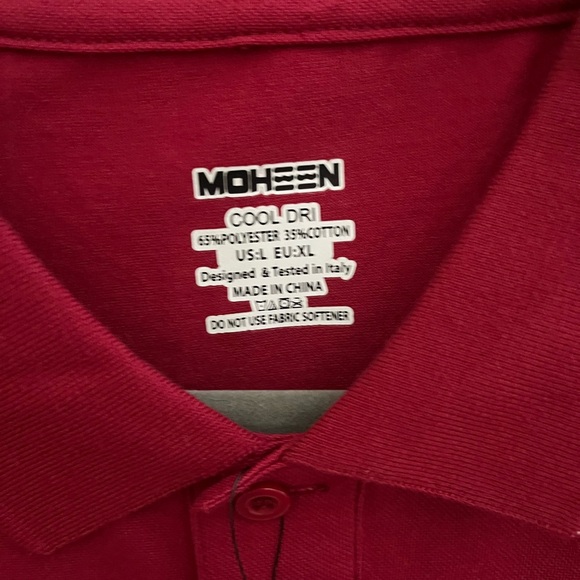 MOHEEN
COOL DRI
65%POLYESTER 35%COTTON
US:L EU:XL
Designed & Tested in Italy
MADE IN CHINA
DO NOT USE FABRIC SOFTENER